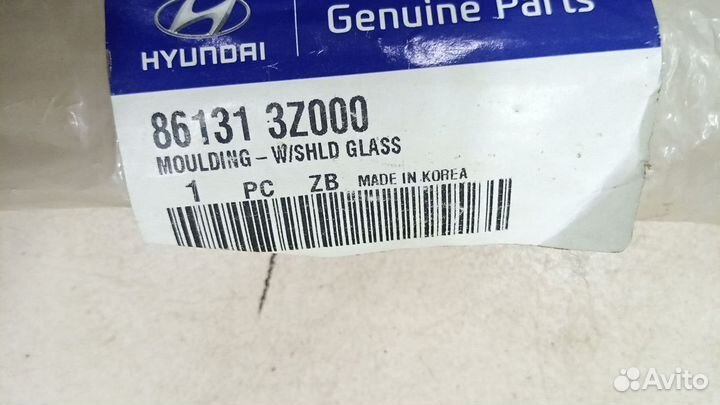 Genuine Parts
HYUNDAI
86131 3Z000
MOULDING - W/SHLD GLASS
1 PC ZB MADE IN KOREA
Avito